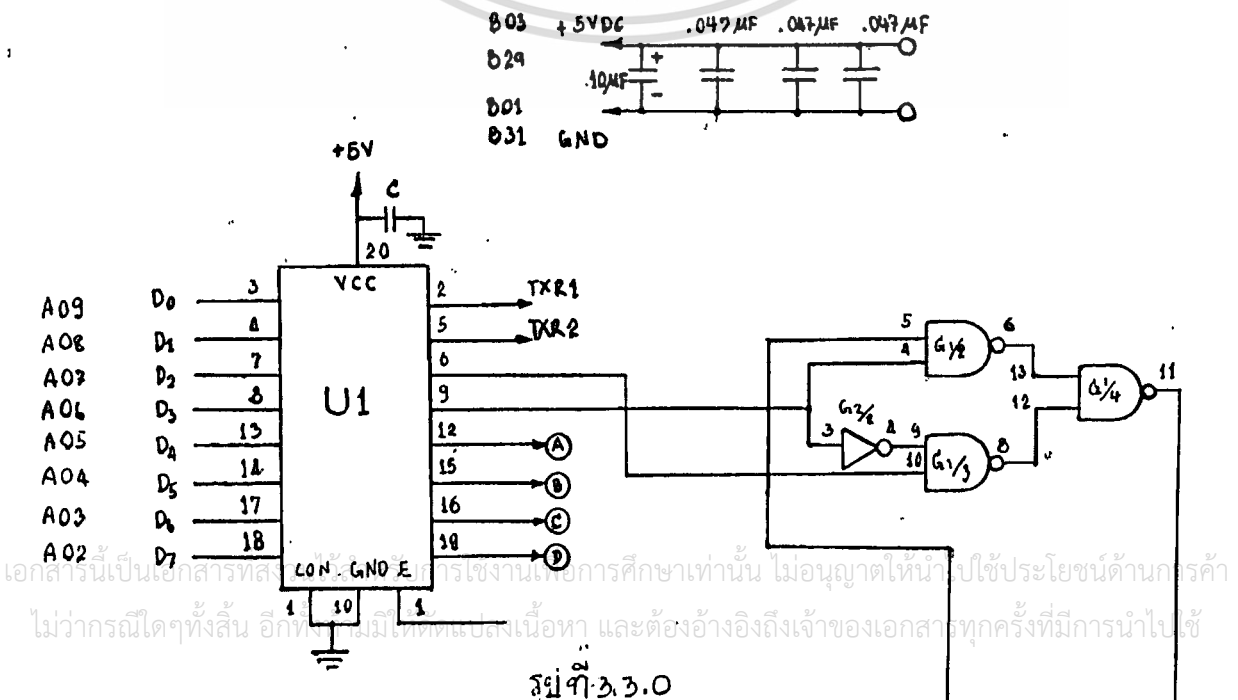 B03 +5VDC .047µF .047µF .047µF
B29
.10µF + -
B01
B31 GND
+5V
C
20
VCC
A09 D0 3 2 TXR1
A08 D1 4 5 TXR2
A07 D2 7 6
A06 D3 8 9
A05 D4 13 12 A
A04 D5 14 15 B
A03 D6 17 16 C
A02 D7 18 19 D
U1
CON. GND E
1 10 1
5 4 G1/2 6
13 12 G1/4 11
3 G2/2 4 9 10 G1/3 8
เอกสารนี้เป็นเอกสารที่สงวนไว้สำหรับการใช้งานเพื่อการศึกษาเท่านั้น ไม่อนุญาตให้นำไปใช้ประโยชน์ด้านการค้า
ไม่ว่ากรณีใดๆทั้งสิ้น อีกทั้งห้ามมิให้ดัดแปลงเนื้อหา และต้องอ้างอิงถึงเจ้าของเอกสารทุกครั้งที่มีการนำไปใช้
รูปที่ 3.3.0